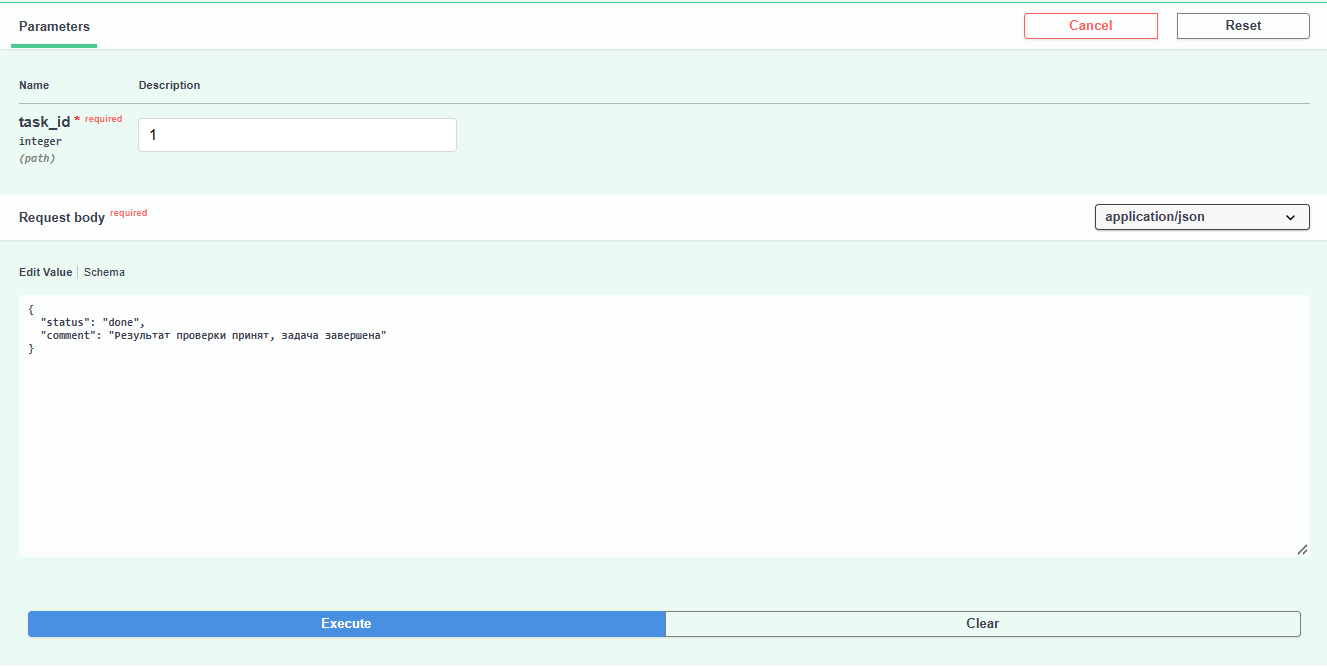 Parameters
Cancel
Reset
Name
Description
task_id * required
integer
(path)
1
Request body required
application/json
Edit Value | Schema
{
  "status": "done",
  "comment": "Результат проверки принят, задача завершена"
}
Execute
Clear